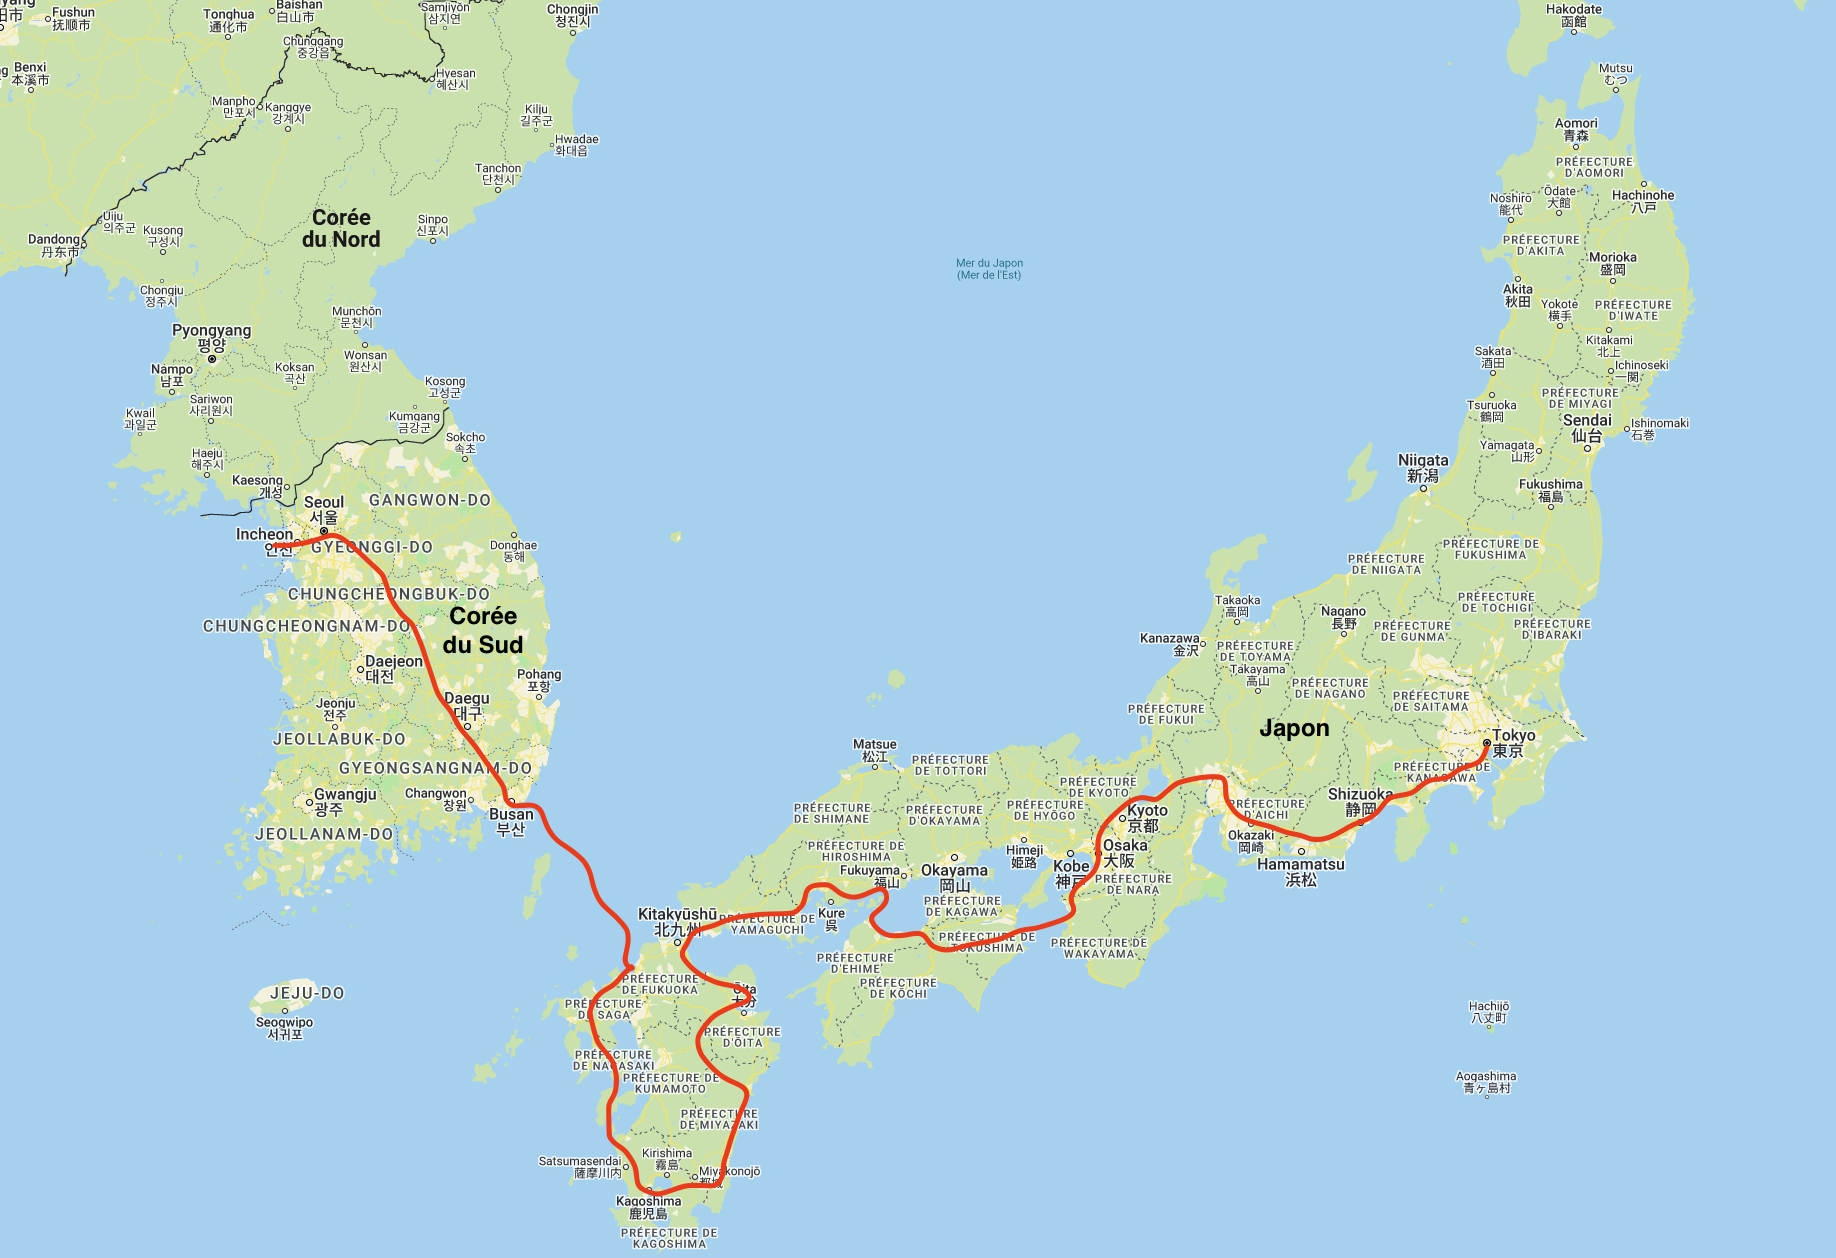 Fushun
抚顺市
Benxi
本溪市
Tonghua
通化市
Baishan
白山市
Chunggang
중강읍
Samjiyŏn
삼지연
Chongjin
청진시
Hyesan
혜산시
Manpho
만포시
Kanggye
강계시
Kilju
길주군
Hwadae
화대읍
Tanchon
단천시
Uiju
의주군
Dandong
丹东市
Kusong
구성시
Corée
du Nord
Sinpo
신포시
Chongju
정주시
Pyongyang
평양
Munchŏn
문천시
Wonsan
원산시
Nampo
남포
Koksan
곡산
Kosong
고성군
Sariwon
사리원시
Kwail
과일군
Kumgang
금강군
Sokcho
속초
Haeju
해주시
Kaesong
개성
Seoul
서울
GANGWON-DO
Incheon
인천
GYEONGGI-DO
Donghae
동해
CHUNGCHEONGBUK-DO
Corée
du Sud
CHUNGCHEONGNAM-DO
Daejeon
대전
Pohang
포항
Daegu
대구
Jeonju
전주
JEOLLABUK-DO
GYEONGSANGNAM-DO
Gwangju
광주
Changwon
창원
Busan
부산
JEOLLANAM-DO
JEJU-DO
Seogwipo
서귀포
Mer du Japon
(Mer de l'Est)
Hakodate
函館
Mutsu
むつ
Aomori
青森
PRÉFECTURE
D'AOMORI
Noshiro
能代
Ōdate
大館
Hachinohe
八戸
PRÉFECTURE
D'AKITA
Morioka
盛岡
Akita
秋田
Yokote
横手
PRÉFECTURE
D'IWATE
Kitakami
北上
Sakata
酒田
Ichinoseki
一関
PRÉFECTURE
DE MIYAGI
Tsuruoka
鶴岡
Sendai
仙台
Ishinomaki
石巻
Yamagata
山形
Niigata
新潟
Fukushima
福島
PRÉFECTURE DE
FUKUSHIMA
PRÉFECTURE
DE NIIGATA
Takaoka
高岡
Nagano
長野
PRÉFECTURE
DE TOCHIGI
PRÉFECTURE
DE GUNMA
PRÉFECTURE
D'IBARAKI
Kanazawa
金沢
PRÉFECTURE
DE TOYAMA
Takayama
高山
PRÉFECTURE
DE NAGANO
PRÉFECTURE
DE SAITAMA
PRÉFECTURE
DE FUKUI
Japon
Tokyo
東京
PRÉFECTURE DE
KANAGAWA
Matsue
松江
PRÉFECTURE
DE TOTTORI
PRÉFECTURE
DE KYOTO
Shizuoka
静岡
PRÉFECTURE
DE SHIMANE
PRÉFECTURE
D'OKAYAMA
PRÉFECTURE
DE HYŌGO
Kyoto
京都
PRÉFECTURE
D'AICHI
Okazaki
岡崎
Hamamatsu
浜松
PRÉFECTURE DE
HIROSHIMA
Fukuyama
福山
Okayama
岡山
Himeji
姫路
Kobe
神戸
Osaka
大阪
PRÉFECTURE
DE NARA
Kitakyūshū
北九州
PRÉFECTURE DE
YAMAGUCHI
Kure
呉
PRÉFECTURE
DE KAGAWA
PRÉFECTURE DE
TOKUSHIMA
PRÉFECTURE DE
WAKAYAMA
PRÉFECTURE
D'EHIME
PRÉFECTURE
DE KŌCHI
PRÉFECTURE
DE FUKUOKA
Ōita
大分
PRÉFECTURE
DE SAGA
PRÉFECTURE
D'ŌITA
PRÉFECTURE
DE NAGASAKI
PRÉFECTURE DE
KUMAMOTO
PRÉFECTURE
DE MIYAZAKI
Kirishima
霧島
Satsumasendai
薩摩川内
Miyakonojō
都城
Kagoshima
鹿児島
PRÉFECTURE DE
KAGOSHIMA
Hachijō
八丈町
Aogashima
青ヶ島村